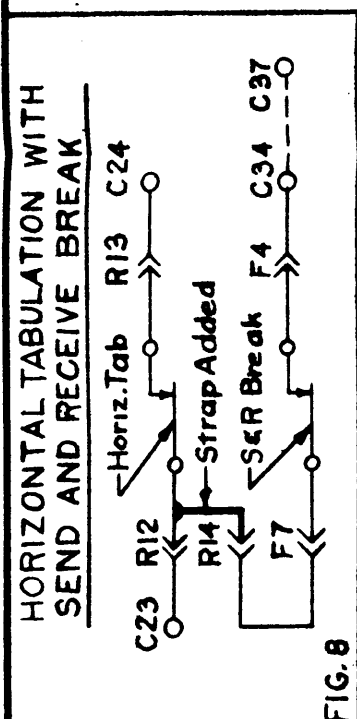 HORIZONTAL TABULATION WITH
SEND AND RECEIVE BREAK
Horiz. Tab
C23
R12
R13
C24
Strap Added
R14
S&R Break
F7
F4
C34
C37
FIG. 8